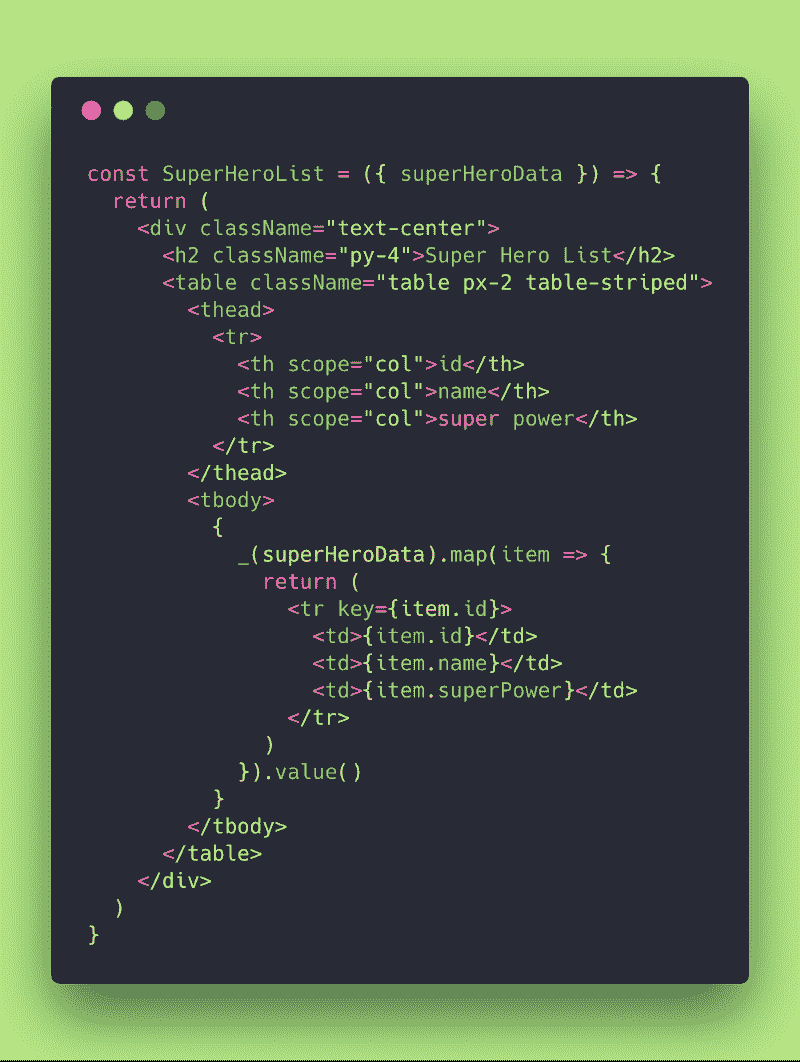 const SuperHeroList = ({ superHeroData }) => {
  return (
    <div className="text-center">
      <h2 className="py-4">Super Hero List</h2>
      <table className="table px-2 table-striped">
        <thead>
          <tr>
            <th scope="col">id</th>
            <th scope="col">name</th>
            <th scope="col">super power</th>
          </tr>
        </thead>
        <tbody>
          {
            _(superHeroData).map(item => {
              return (
                <tr key={item.id}>
                  <td>{item.id}</td>
                  <td>{item.name}</td>
                  <td>{item.superPower}</td>
                </tr>
              )
            }).value()
          }
        </tbody>
      </table>
    </div>
  )
}